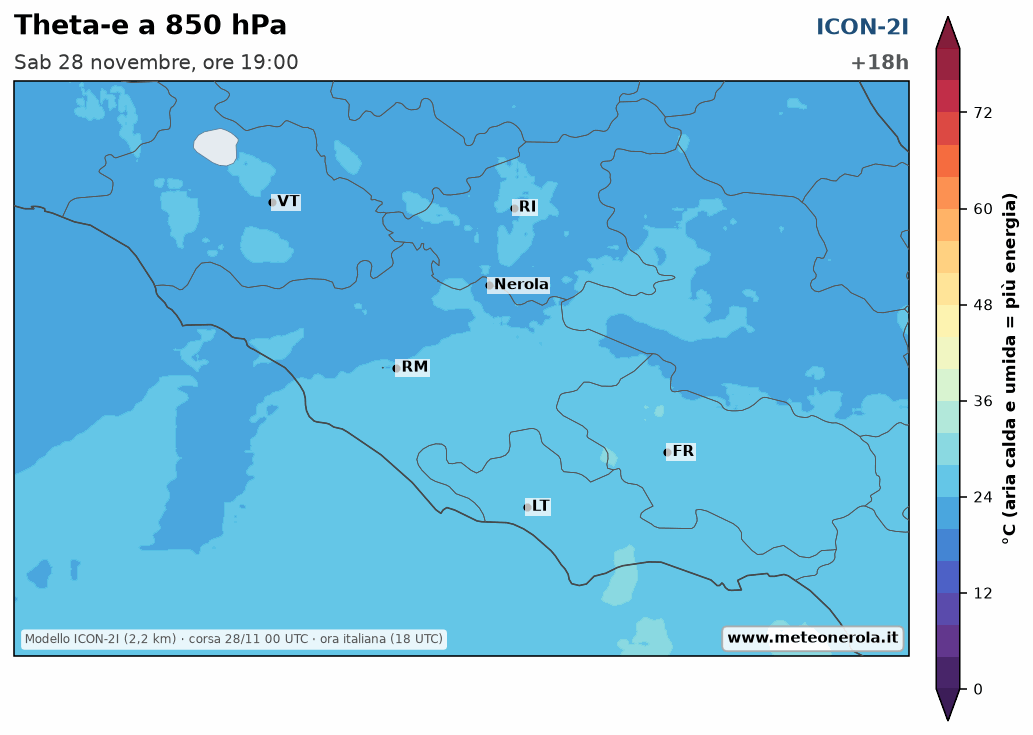 Theta-e a 850 hPa
ICON-2I
Sab 28 novembre, ore 19:00
+18h
VT
RI
Nerola
RM
FR
LT
Modello ICON-2I (2,2 km) · corsa 28/11 00 UTC · ora italiana (18 UTC)
www.meteonerola.it
72
60
48
36
24
12
0
°C (aria calda e umida = più energia)